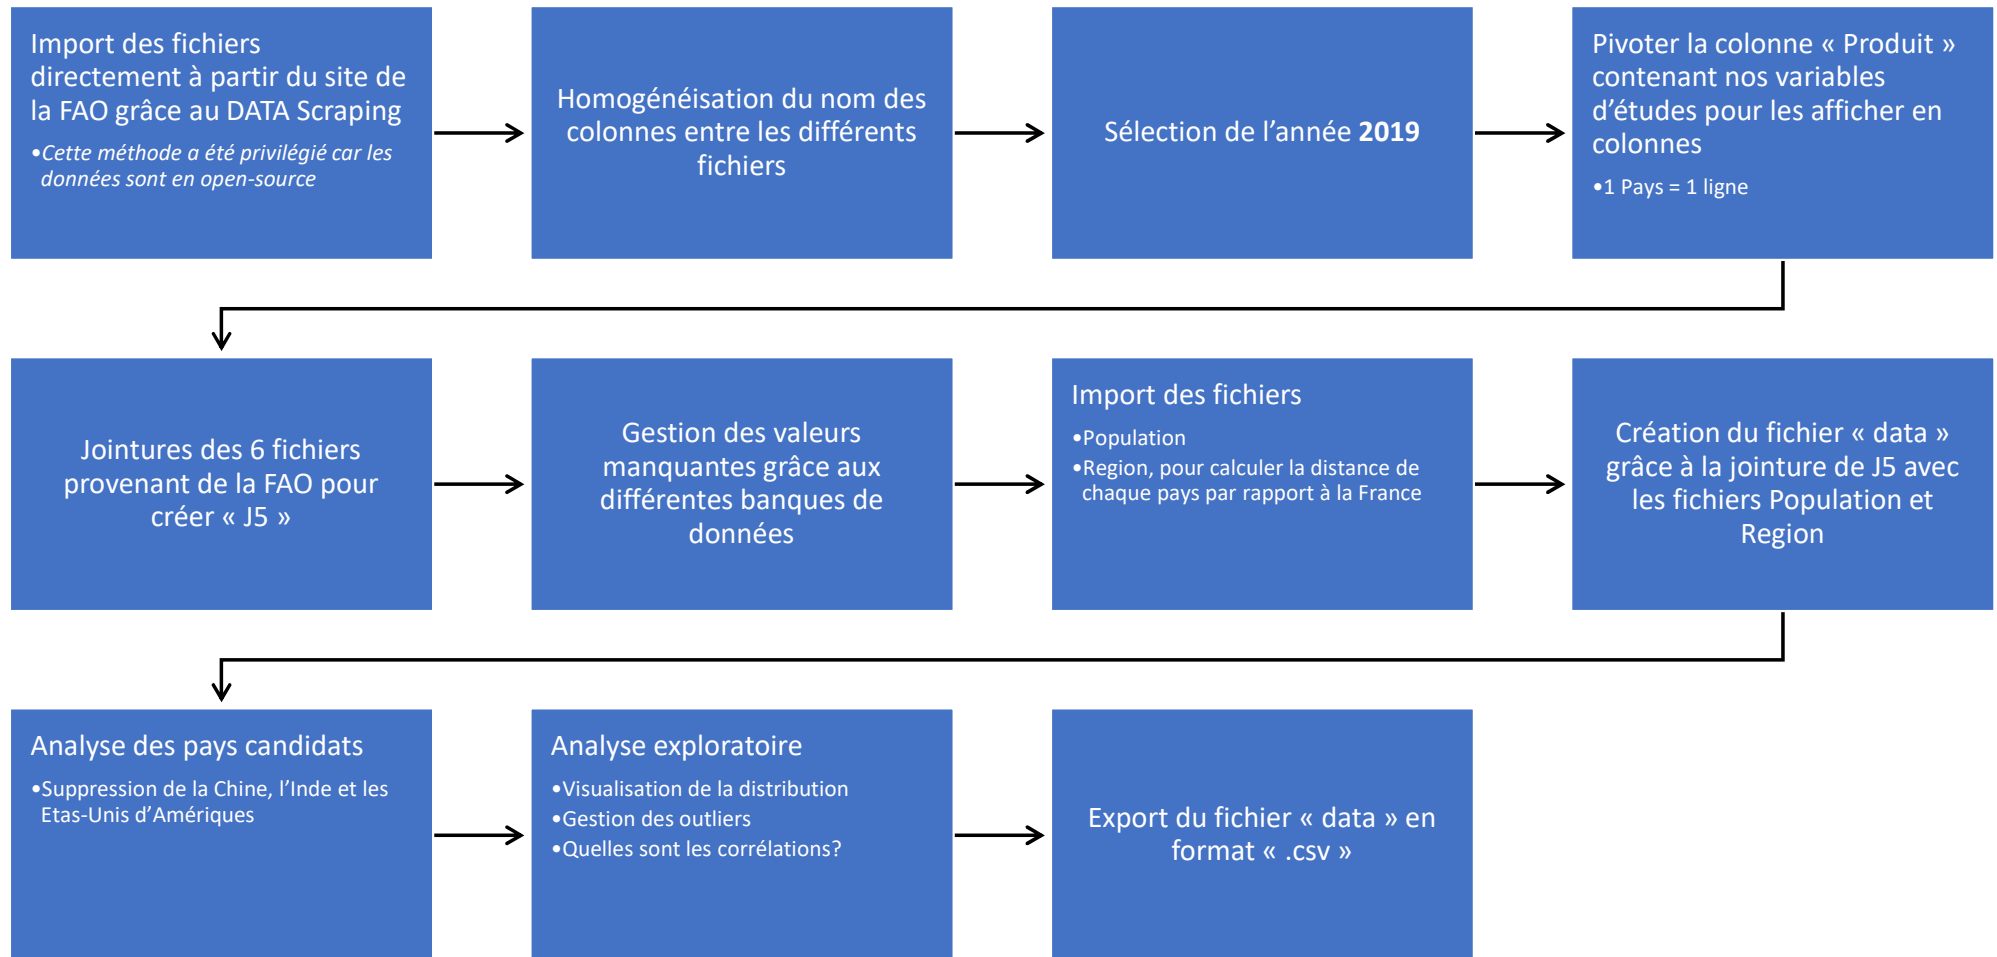 Import des fichiers
directement à partir du site de
la FAO grâce au DATA Scraping
•Cette méthode a été privilégié car les
données sont en open-source
Homogénéisation du nom des
colonnes entre les différents
fichiers
Sélection de l’année 2019
Pivoter la colonne « Produit »
contenant nos variables
d’études pour les afficher en
colonnes
•1 Pays = 1 ligne
Jointures des 6 fichiers
provenant de la FAO pour
créer « J5 »
Gestion des valeurs
manquantes grâce aux
différentes banques de
données
Import des fichiers
•Population
•Region, pour calculer la distance de
chaque pays par rapport à la France
Création du fichier « data »
grâce à la jointure de J5 avec
les fichiers Population et
Region
Analyse des pays candidats
•Suppression de la Chine, l’Inde et les
Etas-Unis d’Amériques
Analyse exploratoire
•Visualisation de la distribution
•Gestion des outliers
•Quelles sont les corrélations?
Export du fichier « data » en
format « .csv »